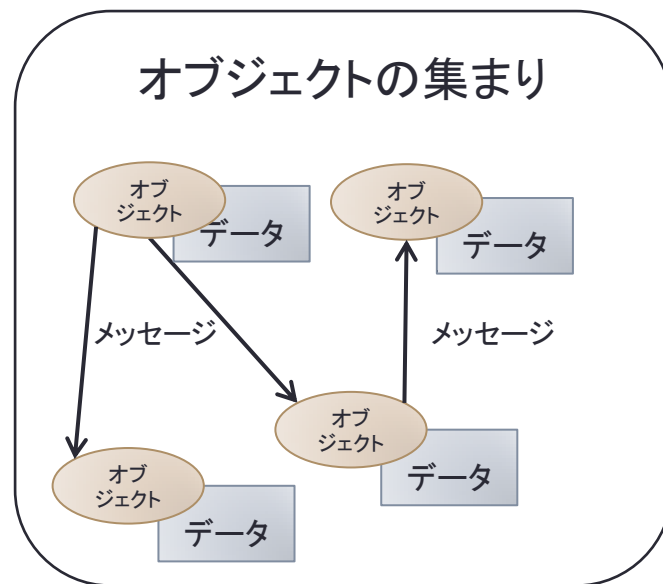 オブジェクトの集まり
オブ
ジェクト
データ
オブ
ジェクト
データ
メッセージ
メッセージ
オブ
ジェクト
データ
オブ
ジェクト
データ